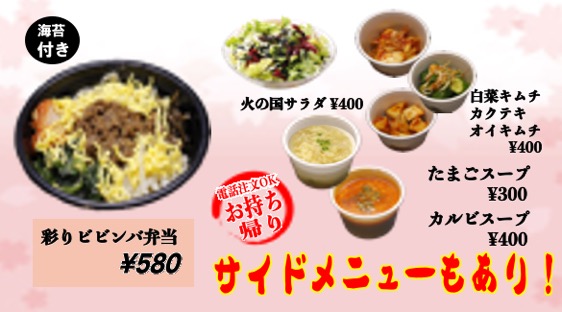 海苔
付き
火の国サラダ ¥400
白菜キムチ
カクテキ
オイキムチ
¥400
たまごスープ
¥300
カルビスープ
¥400
電話注文OK
お持ち
帰り
彩りビビンバ弁当
¥580
サイドメニューもあり！